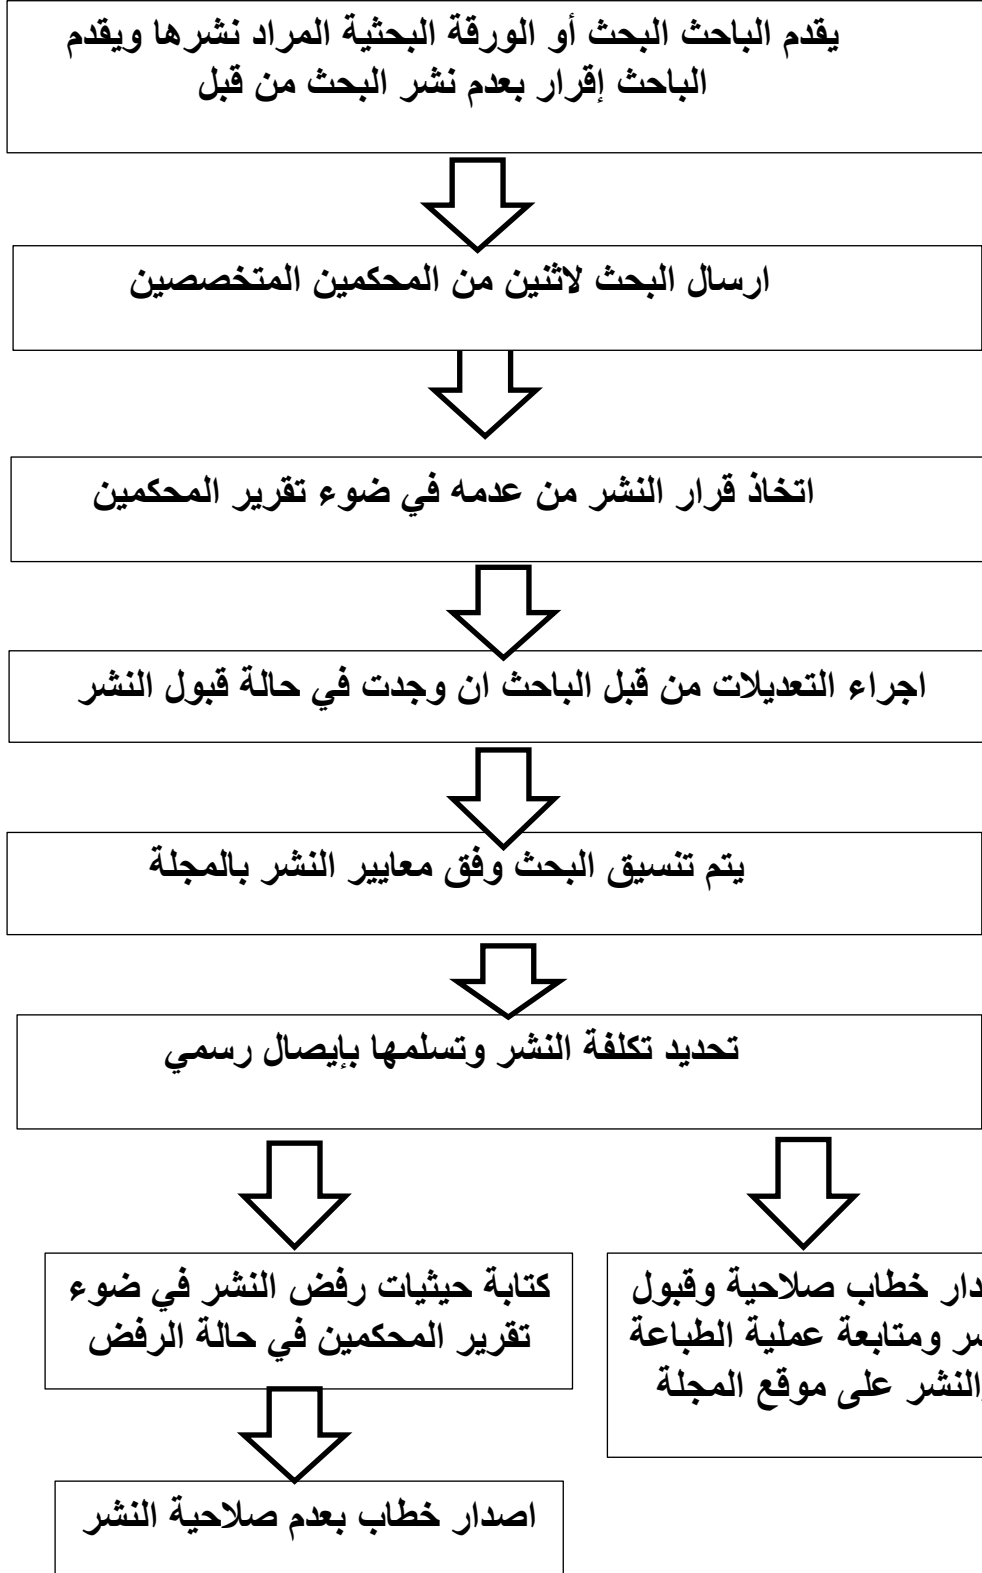 يقدم الباحث البحث أو الورقة البحثية المراد نشرها ويقدم
الباحث إقرار بعدم نشر البحث من قبل
ارسال البحث لاثنين من المحكمين المتخصصين
اتخاذ قرار النشر من عدمه في ضوء تقرير المحكمين
اجراء التعديلات من قبل الباحث ان وجدت في حالة قبول النشر
يتم تنسيق البحث وفق معايير النشر بالمجلة
تحديد تكلفة النشر وتسلمها بإيصال رسمي
خطاب صلاحية وقبول
ومتابعة عملية الطباعة
النشر على موقع المجلة
كتابة حيثيات رفض النشر في ضوء
تقرير المحكمين في حالة الرفض
اصدار خطاب بعدم صلاحية النشر